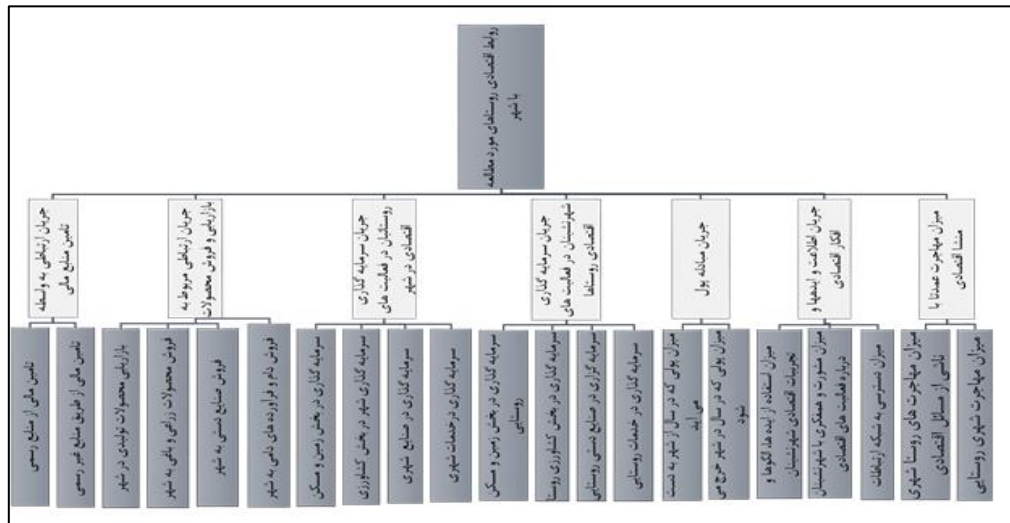 روابط اقتصادی روستاهای مورد مطالعه
با شهر
میزان مهاجرت عمدتا با
منشا اقتصادی
جریان اطلاعت و ایدهها و
افکار اقتصادی
جریان مبادله پول
جریان سرمایه گذاری
شهرنشینان در فعالیت های
اقتصادی روستاها
جریان سرمایه گذاری
روستائیان در فعالیت های
اقتصادی در شهر
جریان ارتباطی مربوط به
بازاریابی و فروش محصولات
جریان ارتباطی به واسطه
تامین منابع مالی
میزان مهاجرت شهری روستایی
میزان مهاجرت های روستا شهری
ناشی از مسائل اقتصادی
میزان دسترسی به شبکه ارتباطات
میزان مشورت و همفکری با شهرنشینان
درباره فعالیت های اقتصادی
میزان استفاده از ایده ها، الگوها و
تجربیات اقتصادی شهرنشینان
میزان پولی که در سال در شهر خرج می
شود
میزان پولی که در سال از شهر به دست
می آید
سرمایه گذاری در خدمات روستایی
سرمایه گزاری در صنایع دستی روستایی
سرمایه گذاری در بخش کشاورزی روستا
سرمایه گذاری در بخش زمین و مسکن
روستایی
سرمایه گذاری درخدمات شهری
سرمایه گذاری در صنایع شهری
سرمایه گذاری شهر در بخش کشاورزی
سرمایه گذاری در بخش زمین و مسکن
فروش دام و فراورده های دامی به شهر
فروش صنایع دستی به شهر
فروش محصولات زراعی و باغی به شهر
بازاریابی محصولات تولیدی در شهر
تامین مالی از طریق منابع غیر رسمی
تامین مالی از منابع رسمی